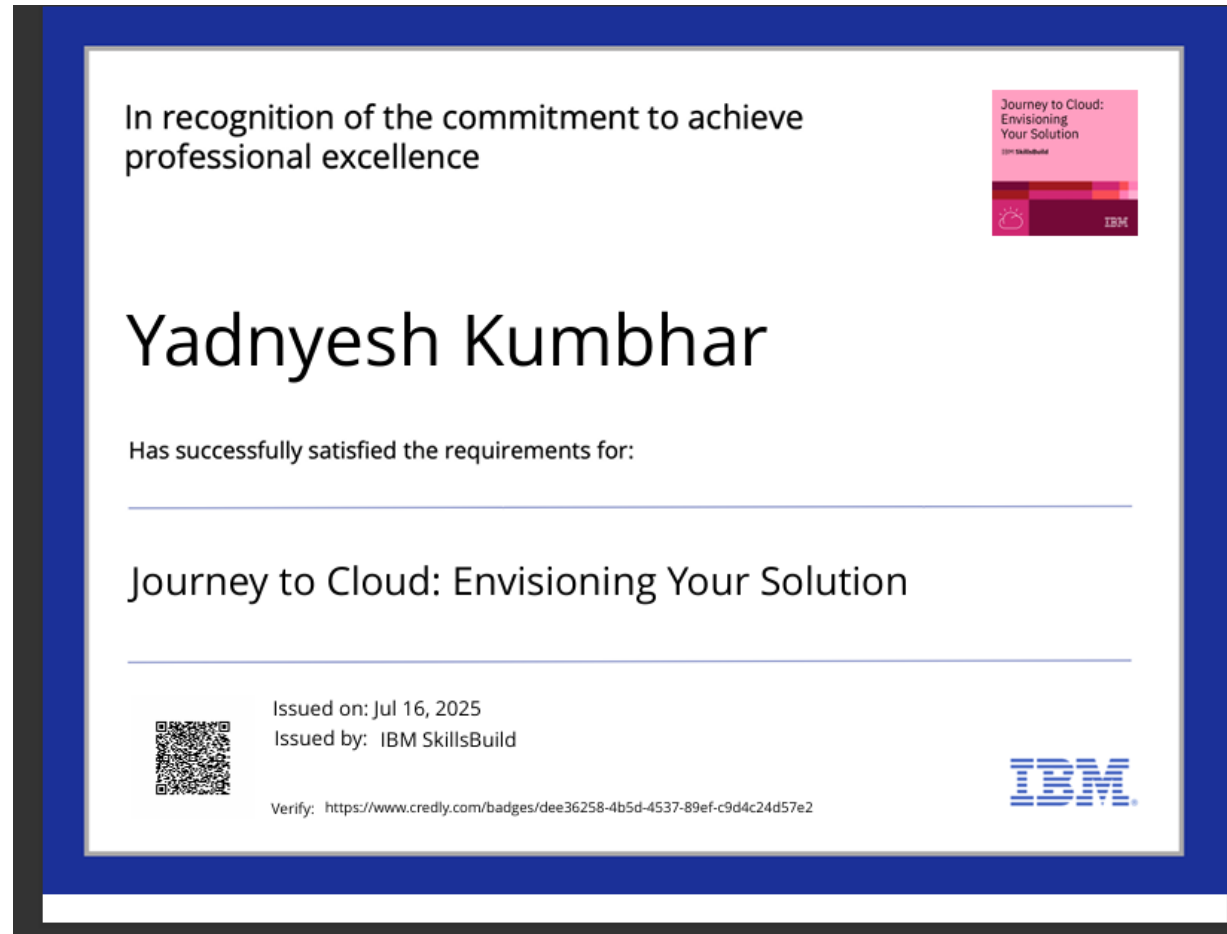 In recognition of the commitment to achieve
professional excellence
Journey to Cloud:
Envisioning
Your Solution
IBM SkillsBuild
IBM
Yadnyesh Kumbhar
Has successfully satisfied the requirements for:
Journey to Cloud: Envisioning Your Solution
Issued on: Jul 16, 2025
Issued by: IBM SkillsBuild
IBM®
Verify: https://www.credly.com/badges/dee36258-4b5d-4537-89ef-c9d4c24d57e2